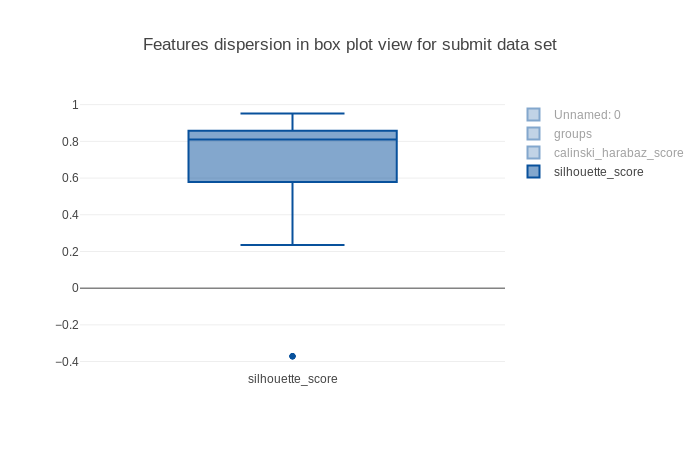 Features dispersion in box plot view for submit data set
1
0.8
0.6
0.4
0.2
0
−0.2
−0.4
silhouette_score
Unnamed: 0
groups
calinski_harabaz_score
silhouette_score